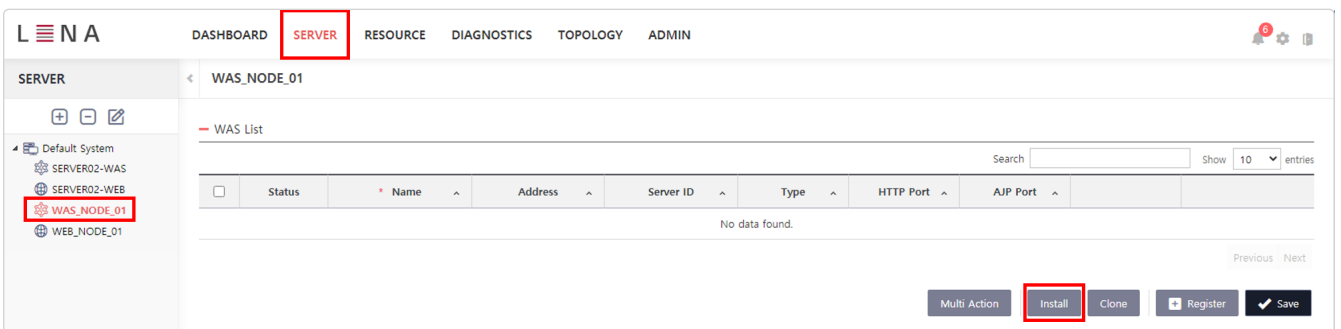 LENA DASHBOARD SERVER RESOURCE DIAGNOSTICS TOPOLOGY ADMIN 6
SERVER WAS_NODE_01
WAS List
Default System
SERVER02-WAS
SERVER02-WEB
WAS_NODE_01
WEB_NODE_01
Search Show 10 entries
Status * Name Address Server ID Type HTTP Port AJP Port
No data found.
Previous Next
Multi Action Install Clone Register Save